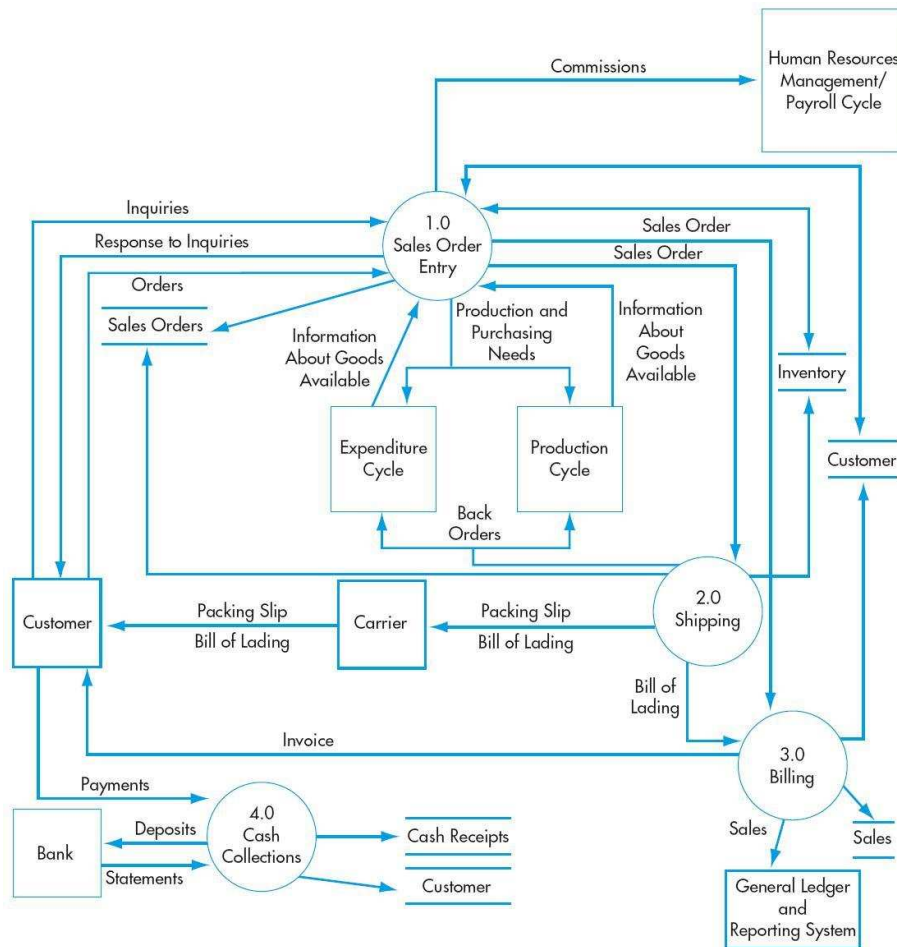 Human Resources
Management/
Payroll Cycle
Commissions
Inquiries
1.0
Sales Order
Entry
Sales Order
Response to Inquiries
Sales Order
Orders
Sales Orders
Information
About Goods
Available
Production and
Purchasing
Needs
Information
About
Goods
Available
Inventory
Expenditure
Cycle
Production
Cycle
Customer
Back
Orders
2.0
Shipping
Customer
Packing Slip
Bill of Lading
Carrier
Packing Slip
Bill of Lading
Bill of
Lading
Invoice
3.0
Billing
Payments
4.0
Cash
Collections
Deposits
Bank
Statements
Cash Receipts
Customer
Sales
Sales
General Ledger
and
Reporting System